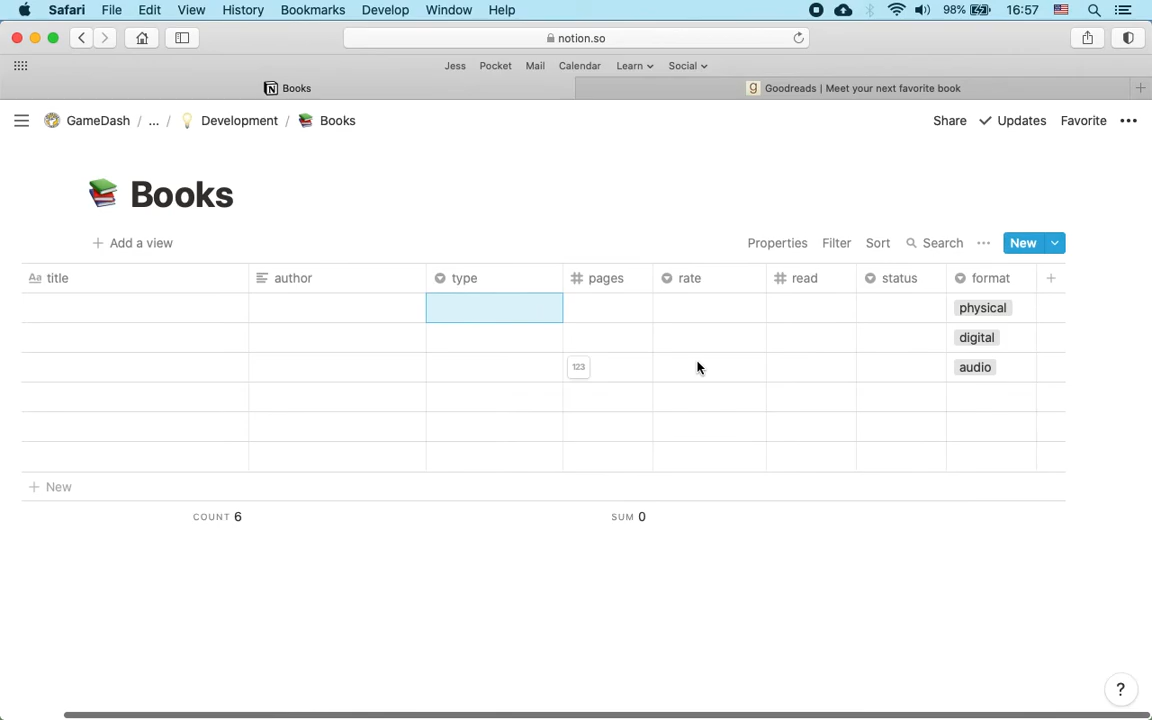 Safari File Edit View History Bookmarks Develop Window Help 98% 16:57
notion.so
Jess Pocket Mail Calendar Learn Social
Books Goodreads | Meet your next favorite book
GameDash / ... / Development / Books Share Updates Favorite
Books
Add a view Properties Filter Sort Search New
Aa title author type pages rate read status format
physical
digital
123 audio
New
COUNT 6 SUM 0
?